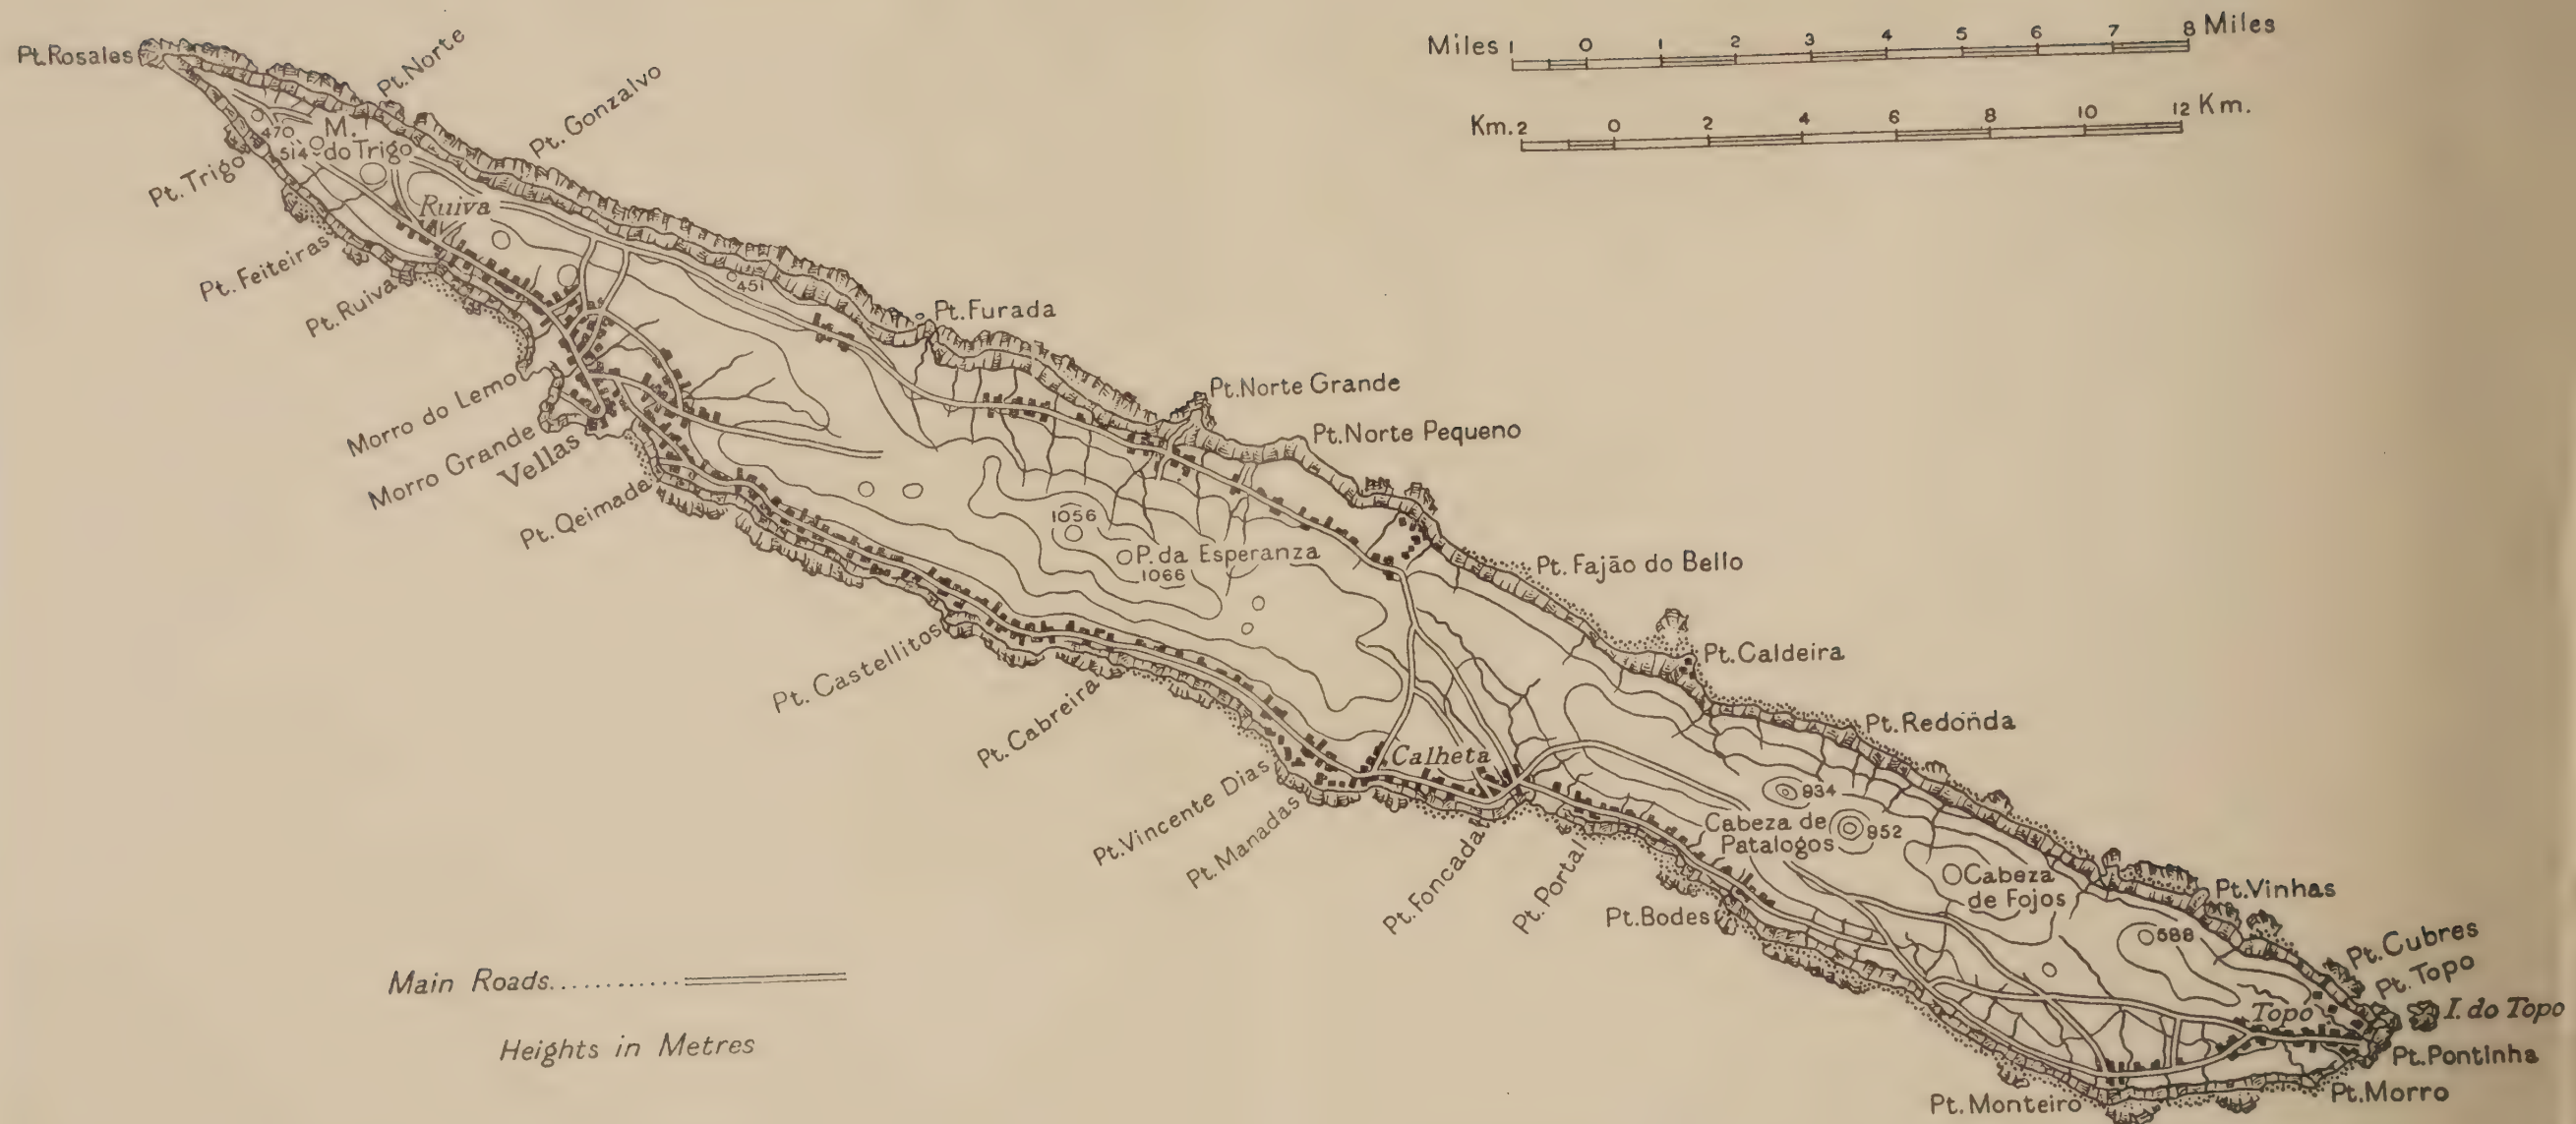 Miles 1 0 1 2 3 4 5 6 7 8 Miles
Km. 2 0 2 4 6 8 10 12 Km.
Pt. Rosales
Pt. Norte
Pt. Gonzalvo
470
M.
514
do Trigo
Pt. Trigo
Ruiva
Pt. Feiteiras
Pt. Ruiva
451
Pt. Furada
Morro do Lemo
Morro Grande
Vellas
Pt. Qeimada
Pt. Norte Grande
Pt. Norte Pequeno
1056
P. da Esperanza
1066
Pt. Fajão do Bello
Pt. Castellitos
Pt. Cabreira
Pt. Caldeira
Pt. Redonda
Pt. Vincente Dias
Pt. Manadas
Calheta
Pt. Foncada
Pt. Portal
934
Cabeza de
Patalogos
952
Pt. Bodes
Cabeza
de Fojos
Pt. Vinhas
588
Pt. Cubres
Pt. Topo
I. do Topo
Topo
Pt. Pontinha
Pt. Morro
Pt. Monteiro
Main Roads............
Heights in Metres